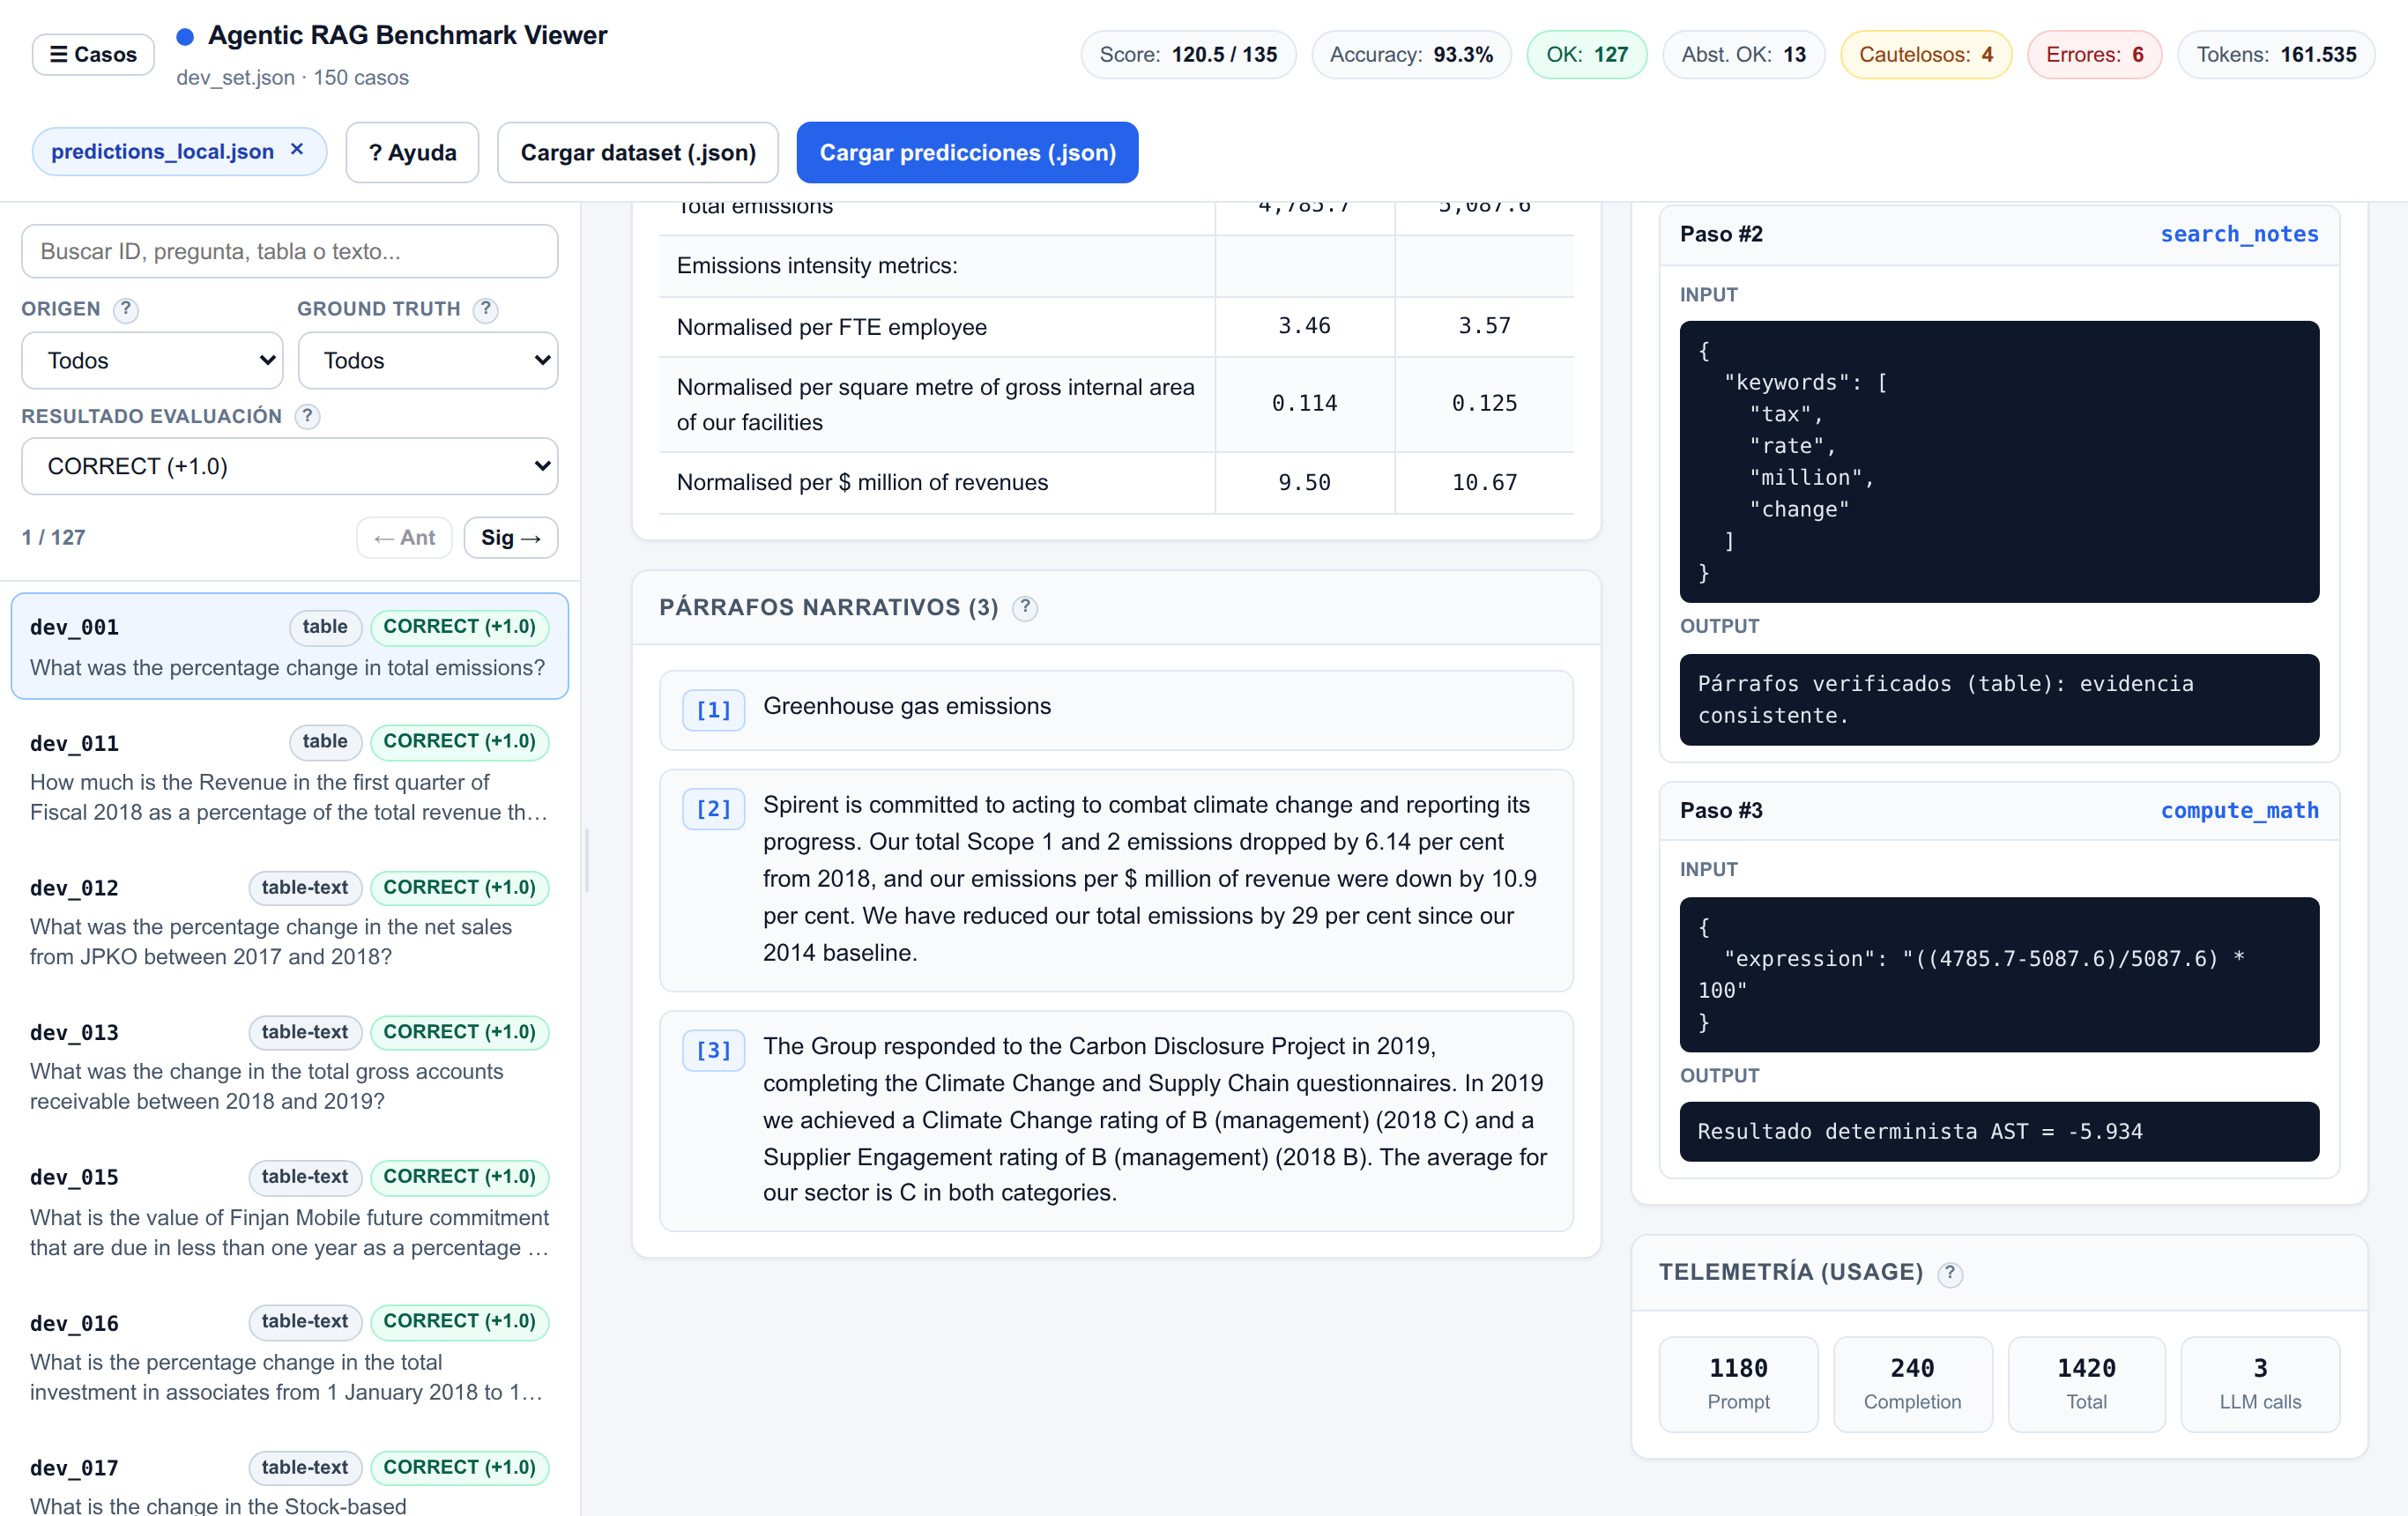 ☰ Casos
Agentic RAG Benchmark Viewer
dev_set.json · 150 casos
Score: 120.5 / 135
Accuracy: 93.3%
OK: 127
Abst. OK: 13
Cautelosos: 4
Errores: 6
Tokens: 161.535
predictions_local.json ×
? Ayuda
Cargar dataset (.json)
Cargar predicciones (.json)
Buscar ID, pregunta, tabla o texto...
ORIGEN ?
GROUND TRUTH ?
Todos
Todos
RESULTADO EVALUACIÓN ?
CORRECT (+1.0)
1 / 127
← Ant
Sig →
dev_001 table CORRECT (+1.0)
What was the percentage change in total emissions?
dev_011 table CORRECT (+1.0)
How much is the Revenue in the first quarter of
Fiscal 2018 as a percentage of the total revenue th…
dev_012 table-text CORRECT (+1.0)
What was the percentage change in the net sales
from JPKO between 2017 and 2018?
dev_013 table-text CORRECT (+1.0)
What was the change in the total gross accounts
receivable between 2018 and 2019?
dev_015 table-text CORRECT (+1.0)
What is the value of Finjan Mobile future commitment
that are due in less than one year as a percentage …
dev_016 table-text CORRECT (+1.0)
What is the percentage change in the total
investment in associates from 1 January 2018 to 1…
dev_017 table-text CORRECT (+1.0)
What is the change in the Stock-based
Total emissions 4,785.7 5,087.6
Emissions intensity metrics:
Normalised per FTE employee 3.46 3.57
Normalised per square metre of gross internal area
of our facilities 0.114 0.125
Normalised per $ million of revenues 9.50 10.67
PÁRRAFOS NARRATIVOS (3) ?
[1] Greenhouse gas emissions
[2] Spirent is committed to acting to combat climate change and reporting its
progress. Our total Scope 1 and 2 emissions dropped by 6.14 per cent
from 2018, and our emissions per $ million of revenue were down by 10.9
per cent. We have reduced our total emissions by 29 per cent since our
2014 baseline.
[3] The Group responded to the Carbon Disclosure Project in 2019,
completing the Climate Change and Supply Chain questionnaires. In 2019
we achieved a Climate Change rating of B (management) (2018 C) and a
Supplier Engagement rating of B (management) (2018 B). The average for
our sector is C in both categories.
Paso #2 search_notes
INPUT
{
"keywords": [
"tax",
"rate",
"million",
"change"
]
}
OUTPUT
Párrafos verificados (table): evidencia
consistente.
Paso #3 compute_math
INPUT
{
"expression": "((4785.7-5087.6)/5087.6) *
100"
}
OUTPUT
Resultado determinista AST = -5.934
TELEMETRÍA (USAGE) ?
1180
Prompt
240
Completion
1420
Total
3
LLM calls